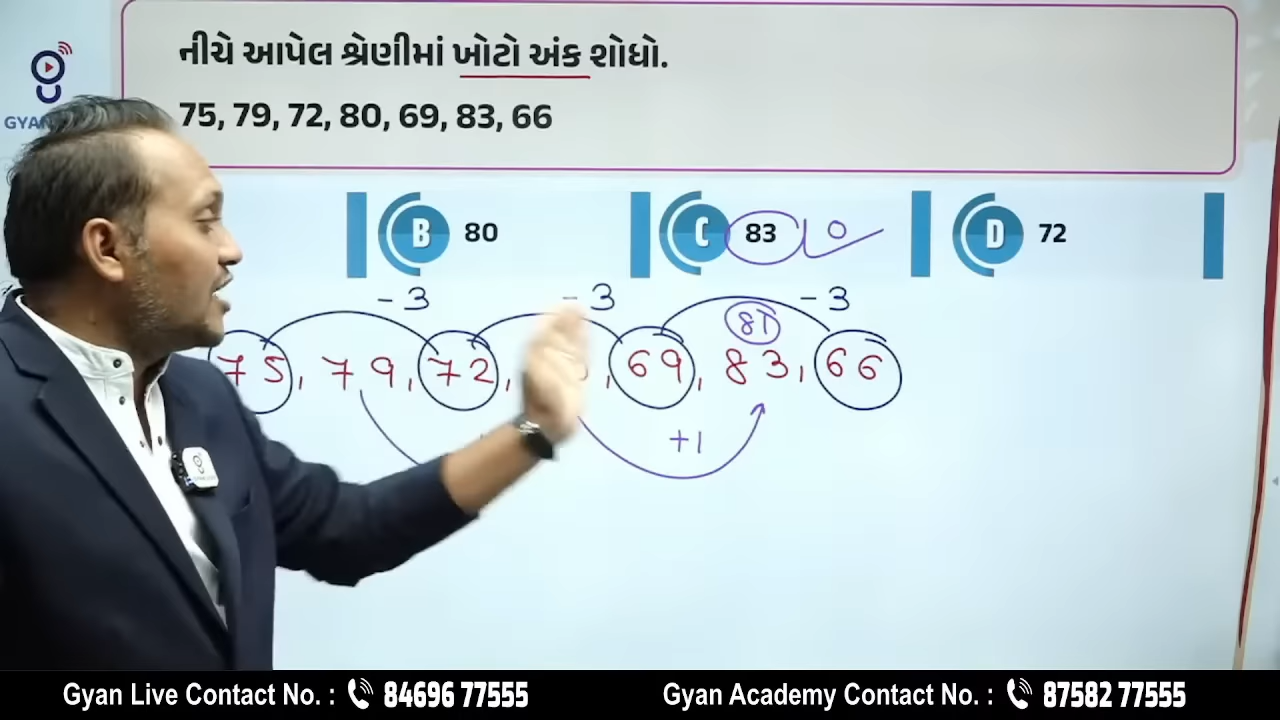 નીચે આપેલ શ્રેણીમાં ખોટો અંક શોધો.
75, 79, 72, 80, 69, 83, 66
B 80
C 83
D 72
-3 -3 -3
81
75, 79, 72, , 69, 83, 66
+1
Gyan Live Contact No. : 84696 77555
Gyan Academy Contact No. : 87582 77555